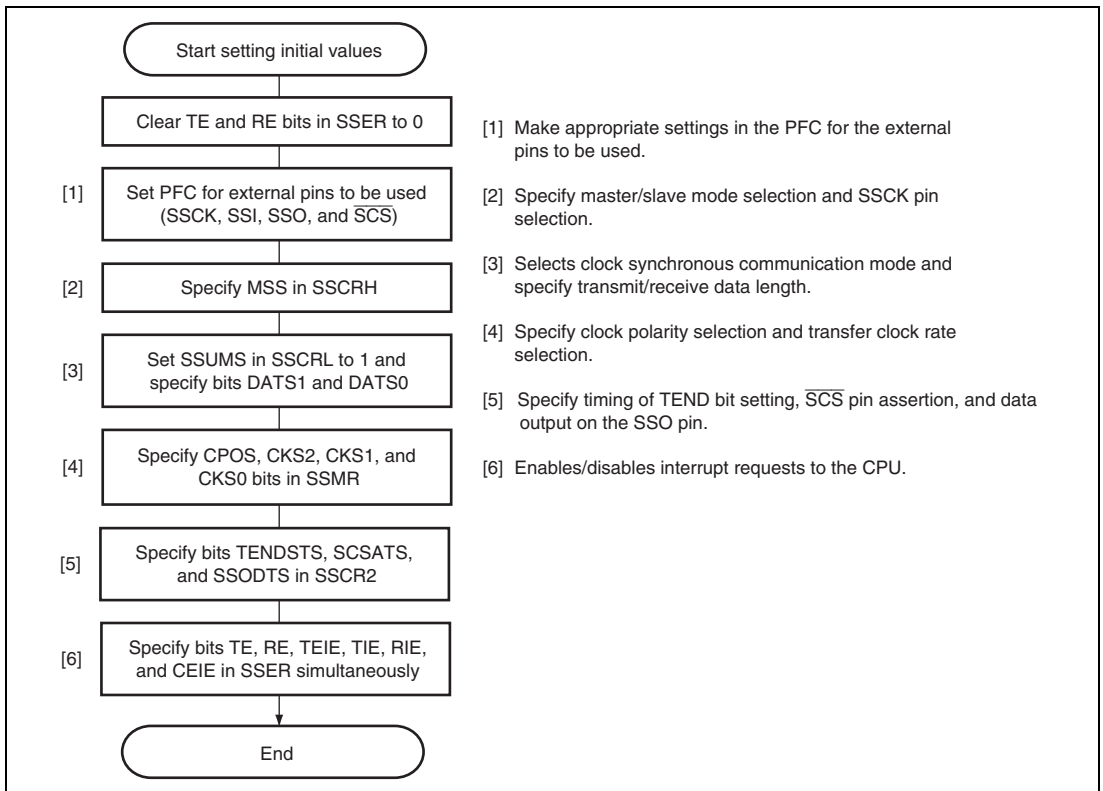 Start setting initial values
Clear TE and RE bits in SSER to 0
[1]
Set PFC for external pins to be used
(SSCK, SSI, SSO, and S̅C̅S̅)
[2]
Specify MSS in SSCRH
[3]
Set SSUMS in SSCRL to 1 and
specify bits DATS1 and DATS0
[4]
Specify CPOS, CKS2, CKS1, and
CKS0 bits in SSMR
[5]
Specify bits TENDSTS, SCSATS,
and SSODTS in SSCR2
[6]
Specify bits TE, RE, TEIE, TIE, RIE,
and CEIE in SSER simultaneously
End
[1] Make appropriate settings in the PFC for the external
pins to be used.
[2] Specify master/slave mode selection and SSCK pin
selection.
[3] Selects clock synchronous communication mode and
specify transmit/receive data length.
[4] Specify clock polarity selection and transfer clock rate
selection.
[5] Specify timing of TEND bit setting, S̅C̅S̅ pin assertion, and data
output on the SSO pin.
[6] Enables/disables interrupt requests to the CPU.